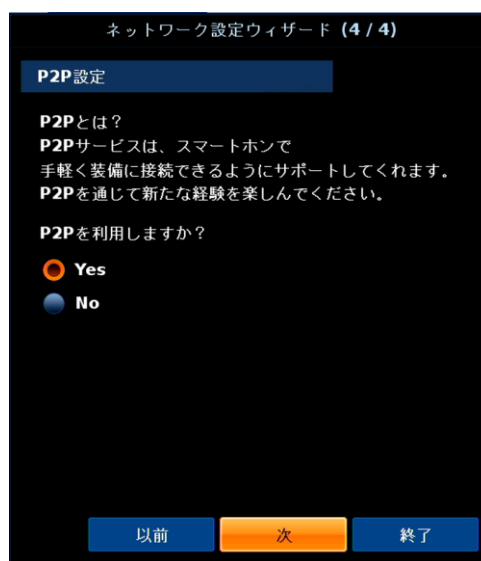 ネットワーク設定ウィザード (4 / 4)
P2P設定
P2Pとは？
P2Pサービスは、スマートホンで
手軽く装備に接続できるようにサポートしてくれます。
P2Pを通じて新たな経験を楽しんでください。
P2Pを利用しますか？
Yes
No
以前 次 終了